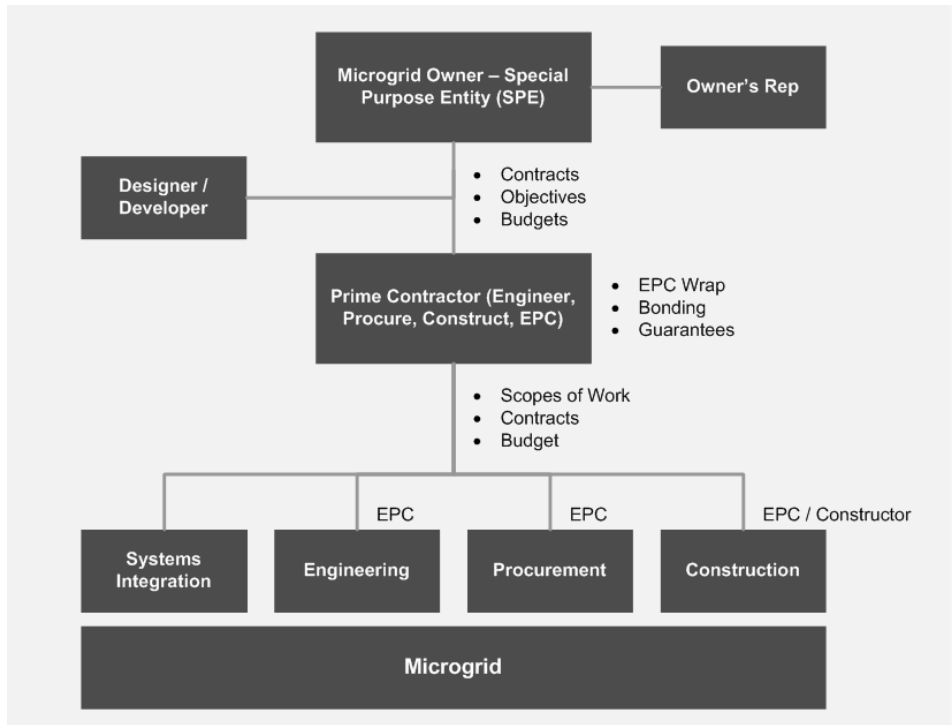 Microgrid Owner – Special
Purpose Entity (SPE)
Owner's Rep
Designer /
Developer
• Contracts
• Objectives
• Budgets
Prime Contractor (Engineer,
Procure, Construct, EPC)
• EPC Wrap
• Bonding
• Guarantees
• Scopes of Work
• Contracts
• Budget
EPC
EPC
EPC / Constructor
Systems
Integration
Engineering
Procurement
Construction
Microgrid